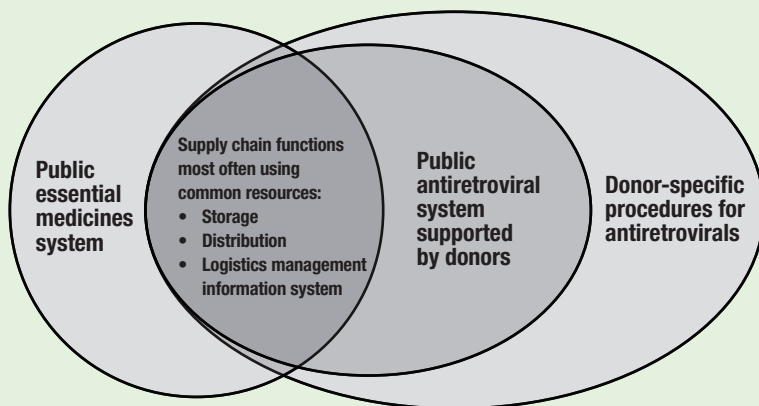 Public
essential
medicines
system
Supply chain functions
most often using
common resources:
• Storage
• Distribution
• Logistics management
information system
Public
antiretroviral
system
supported
by donors
Donor-specific
procedures for
antiretrovirals